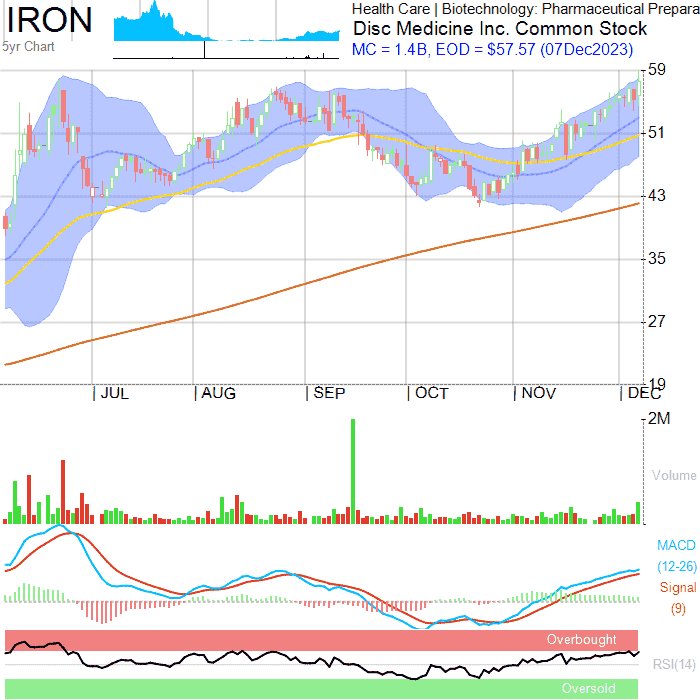 IRON
5yr Chart
Health Care | Biotechnology: Pharmaceutical Prepara
Disc Medicine Inc. Common Stock
MC = 1.4B, EOD = $57.57 (07Dec2023)
59
51
43
35
27
19
| JUL
| AUG
| SEP
| OCT
| NOV
| DEC
2M
Volume
MACD
(12-26)
Signal
(9)
Overbought
RSI(14)
Oversold